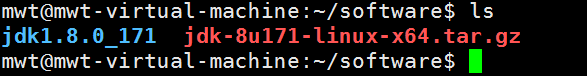 mwt@mwt-virtual-machine:~/software$ ls
jdk1.8.0_171  jdk-8u171-linux-x64.tar.gz
mwt@mwt-virtual-machine:~/software$